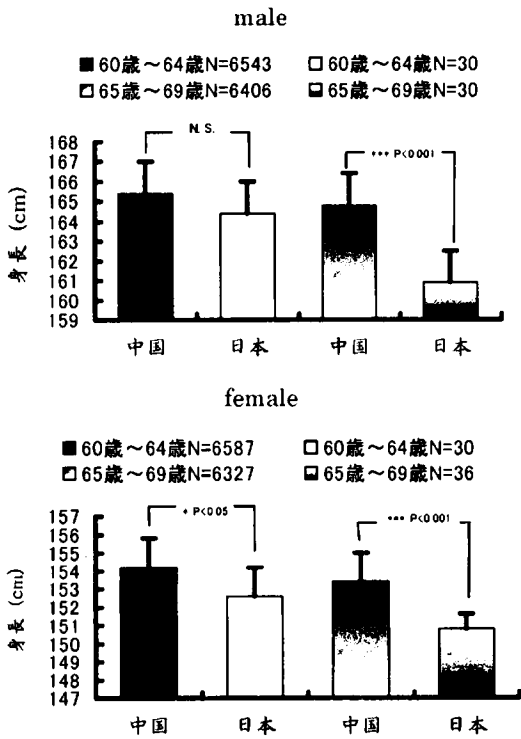 male
60歳～64歳N=6543 60歳～64歳N=30
65歳～69歳N=6406 65歳～69歳N=30
身長 (cm)
168
167
166
165
164
163
162
161
160
159
N.S.
*** P<0.001
中国 日本 中国 日本
female
60歳～64歳N=6587 60歳～64歳N=30
65歳～69歳N=6327 65歳～69歳N=36
身長 (cm)
157
156
155
154
153
152
151
150
149
148
147
* P<0.05
*** P<0.001
中国 日本 中国 日本